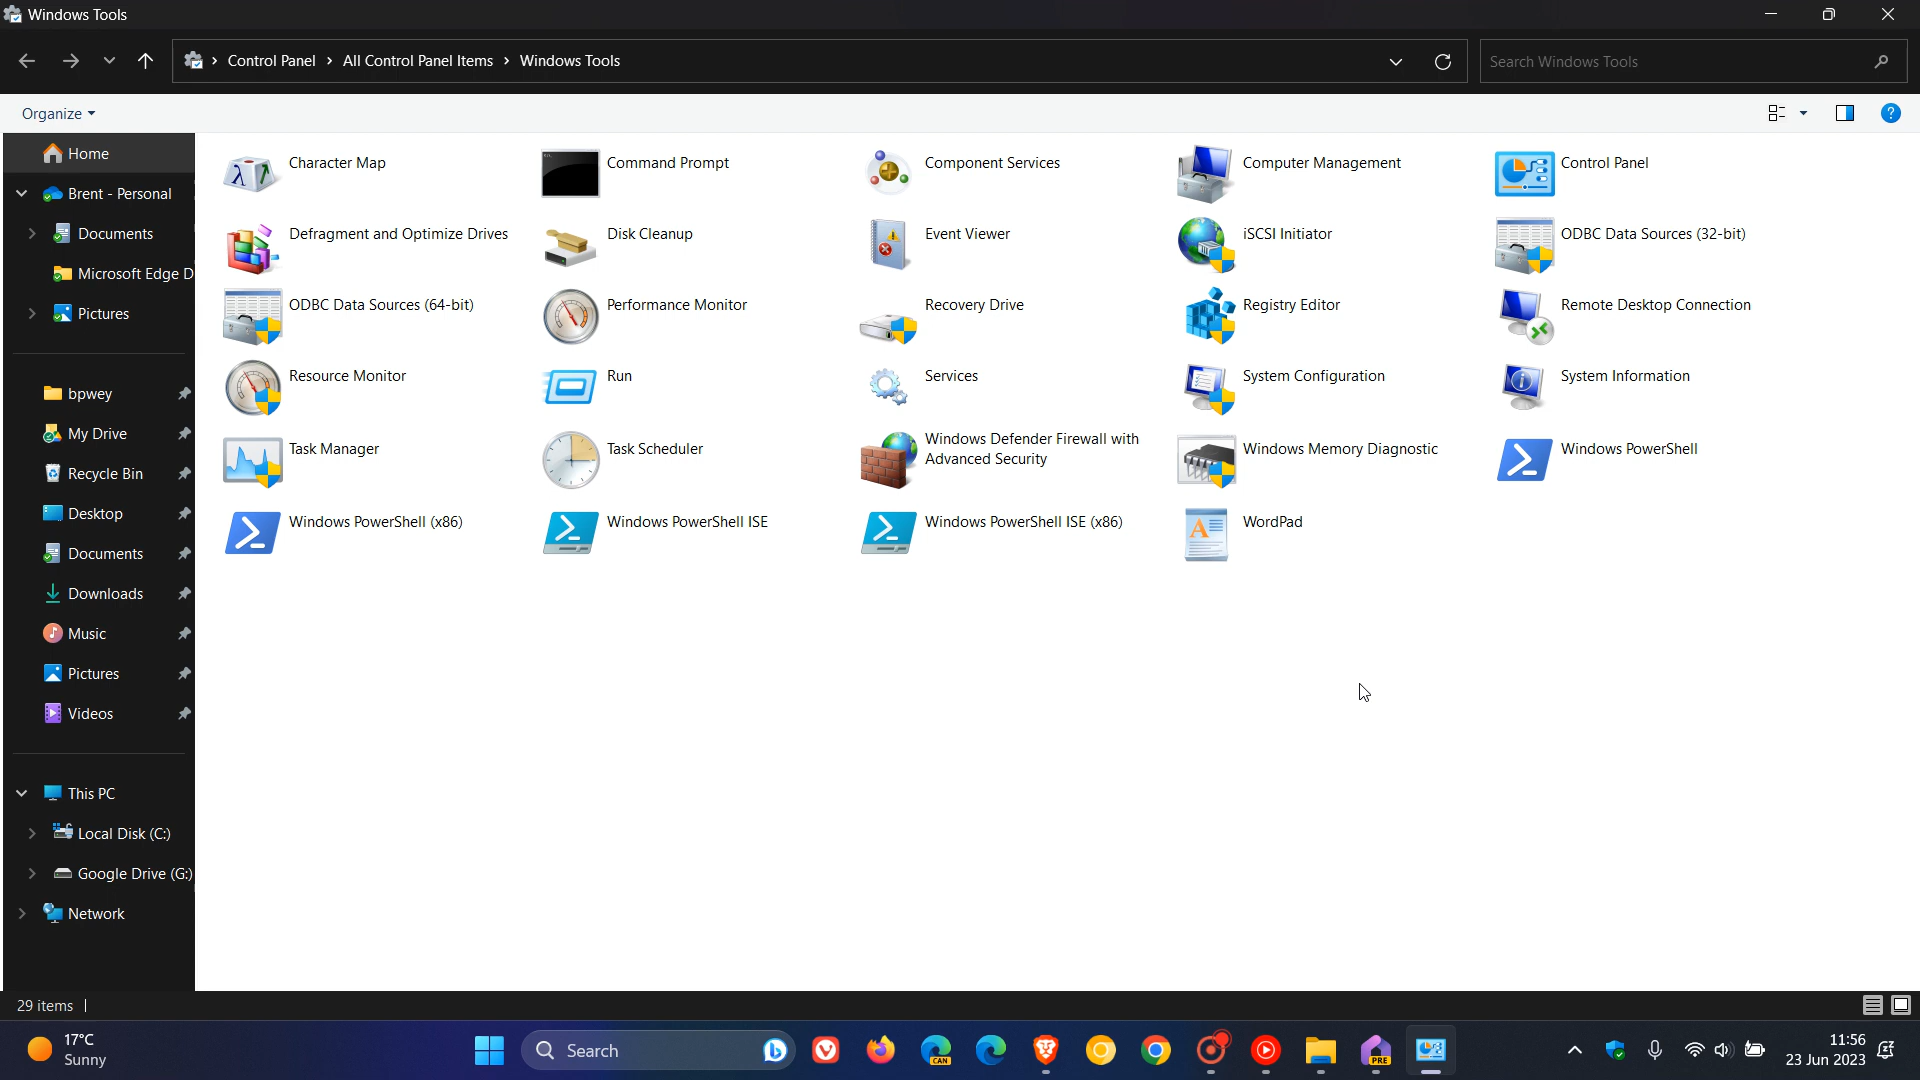 Windows Tools
Control Panel › All Control Panel Items › Windows Tools
Search Windows Tools
Organize
Home
Brent - Personal
Documents
Microsoft Edge D
Pictures
bpwey
My Drive
Recycle Bin
Desktop
Documents
Downloads
Music
Pictures
Videos
This PC
Local Disk (C:)
Google Drive (G:)
Network
Character Map
Command Prompt
Component Services
Computer Management
Control Panel
Defragment and Optimize Drives
Disk Cleanup
Event Viewer
iSCSI Initiator
ODBC Data Sources (32-bit)
ODBC Data Sources (64-bit)
Performance Monitor
Recovery Drive
Registry Editor
Remote Desktop Connection
Resource Monitor
Run
Services
System Configuration
System Information
Task Manager
Task Scheduler
Windows Defender Firewall with
Advanced Security
Windows Memory Diagnostic
Windows PowerShell
Windows PowerShell (x86)
Windows PowerShell ISE
Windows PowerShell ISE (x86)
WordPad
29 items
17°C
Sunny
Search
CAN
PRE
11:56
23 Jun 2023